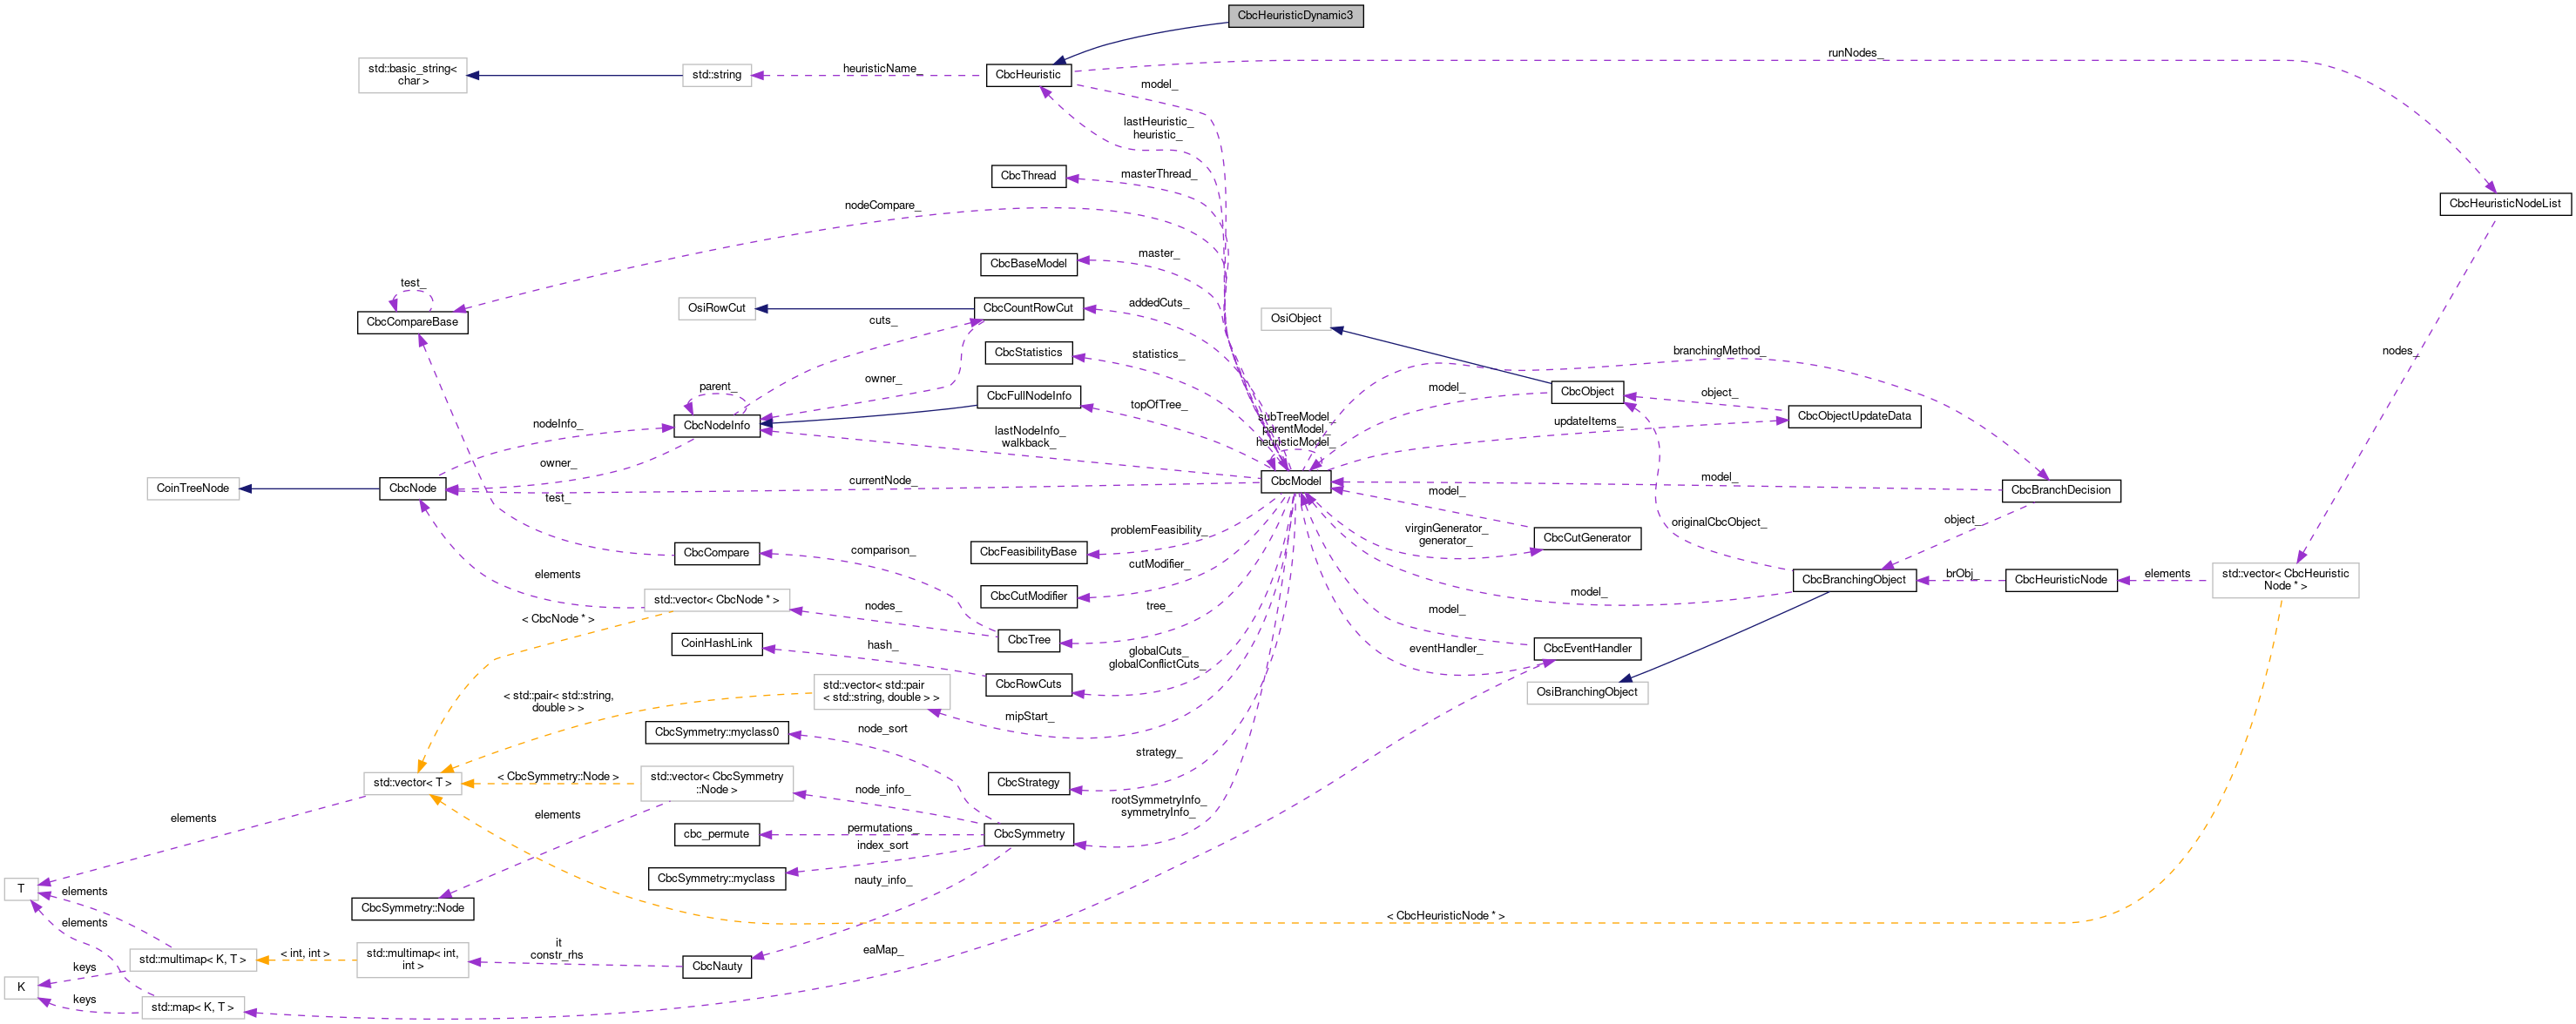 CbcHeuristicDynamic3
runNodes_
std::basic_string<
char >
std::string
heuristicName_
CbcHeuristic
model_
lastHeuristic_
heuristic_
CbcThread
masterThread_
CbcHeuristicNodeList
nodeCompare_
CbcBaseModel
master_
test_
CbcCompareBase
OsiRowCut
cuts_
CbcCountRowCut
addedCuts_
OsiObject
CbcStatistics
statistics_
branchingMethod_
nodes_
parent_
owner_
CbcFullNodeInfo
topOfTree_
model_
CbcObject
object_
CbcObjectUpdateData
nodeInfo_
CbcNodeInfo
lastNodeInfo_
walkback_
subTreeModel_
parentModel_
heuristicModel_
updateItems_
owner_
CoinTreeNode
CbcNode
currentNode_
CbcModel
model_
CbcBranchDecision
test_
model_
object_
originalCbcObject_
CbcCompare
comparison_
CbcFeasibilityBase
problemFeasibility_
virginGenerator_
generator_
CbcCutGenerator
elements
cutModifier_
CbcCutModifier
CbcBranchingObject
brObj_
CbcHeuristicNode
elements
std::vector< CbcHeuristic
Node * >
std::vector< CbcNode * >
nodes_
tree_
model_
model_
< CbcNode * >
CoinHashLink
hash_
CbcTree
globalCuts_
globalConflictCuts_
eventHandler_
CbcEventHandler
CbcRowCuts
OsiBranchingObject
< std::pair< std::string,
double > >
std::vector< std::pair
< std::string, double > >
mipStart_
CbcSymmetry::myclass0
node_sort
strategy_
std::vector< T >
< CbcSymmetry::Node >
std::vector< CbcSymmetry
::Node >
node_info_
CbcStrategy
rootSymmetryInfo_
symmetryInfo_
elements
elements
cbc_permute
permutations_
CbcSymmetry
index_sort
CbcSymmetry::myclass
nauty_info_
T
elements
CbcSymmetry::Node
< CbcHeuristicNode * >
elements
std::multimap< K, T >
< int, int >
std::multimap< int,
int >
it
constr_rhs
CbcNauty
eaMap_
keys
K
keys
std::map< K, T >